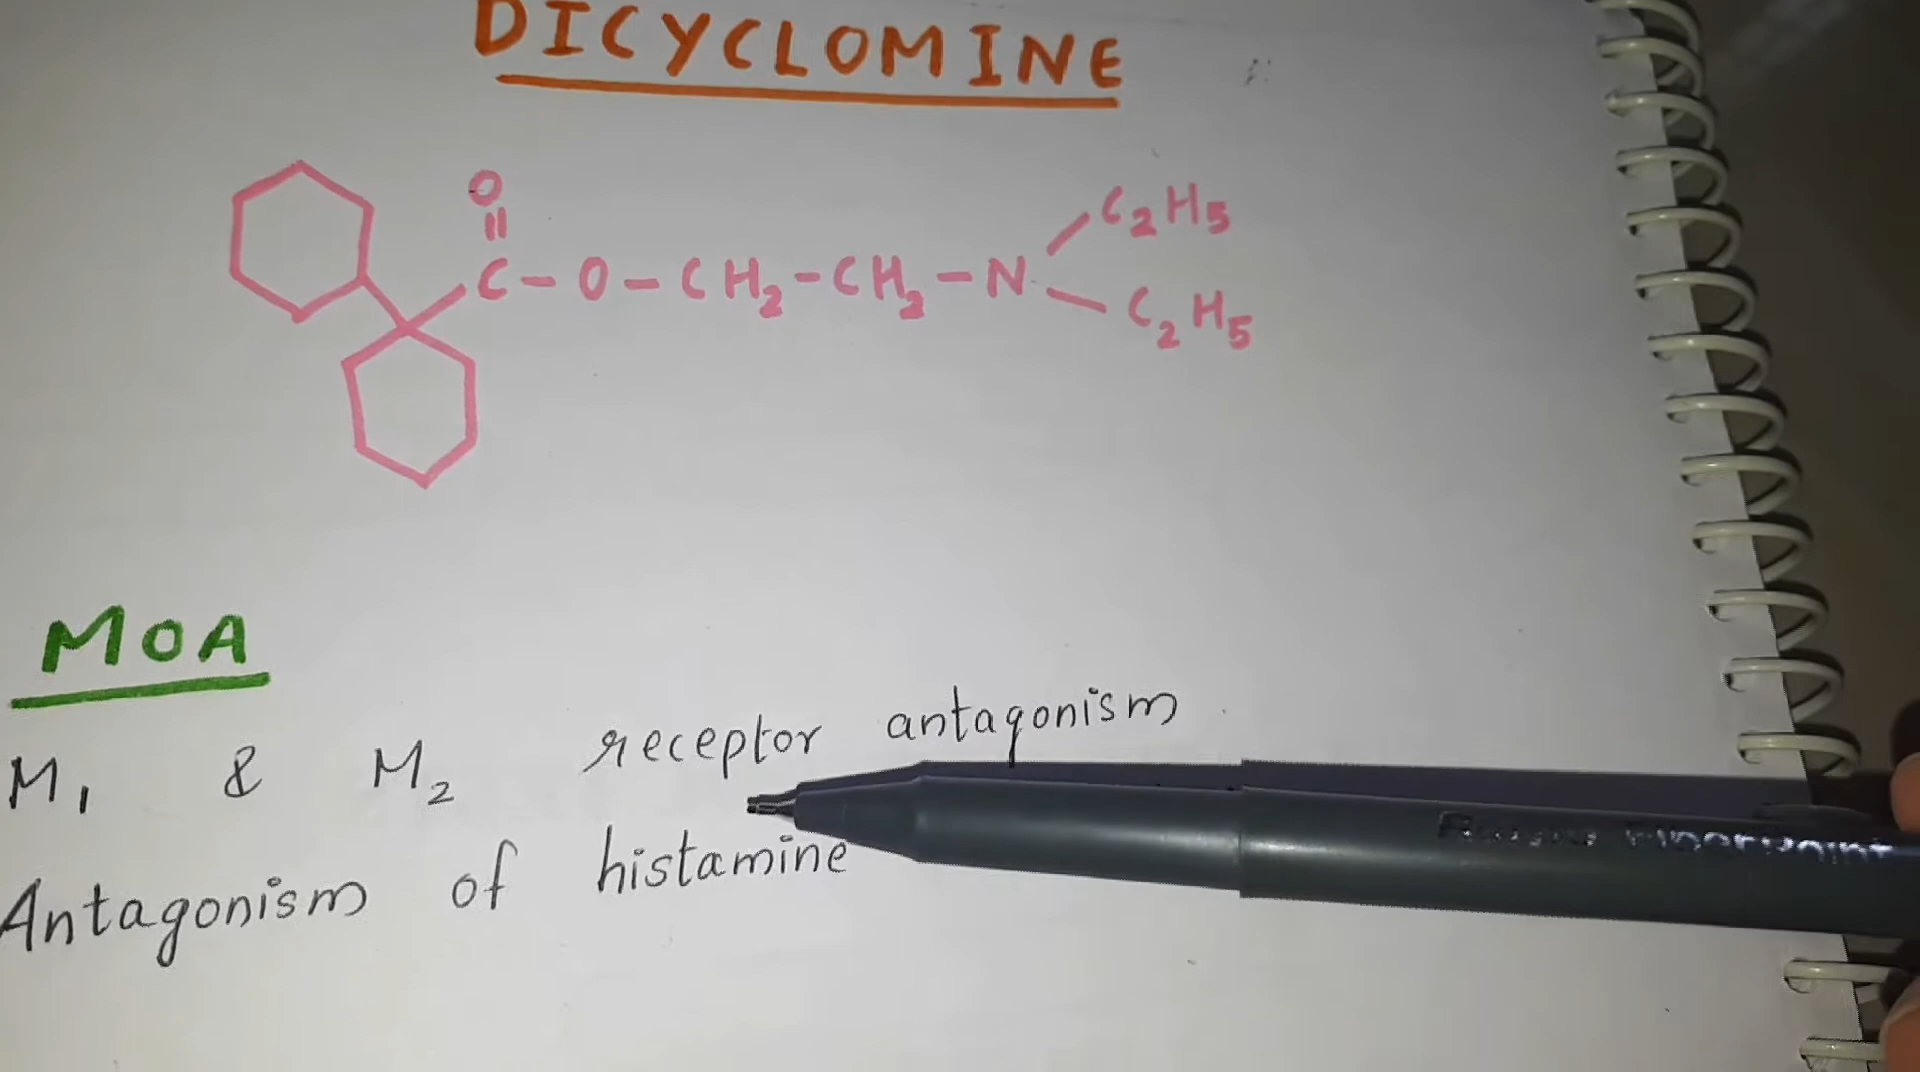 DICYCLOMINE
O
C - O - CH2 - CH2 - N
C2H5
C2H5
MOA
M1 & M2 receptor antagonism
Antagonism of histamine